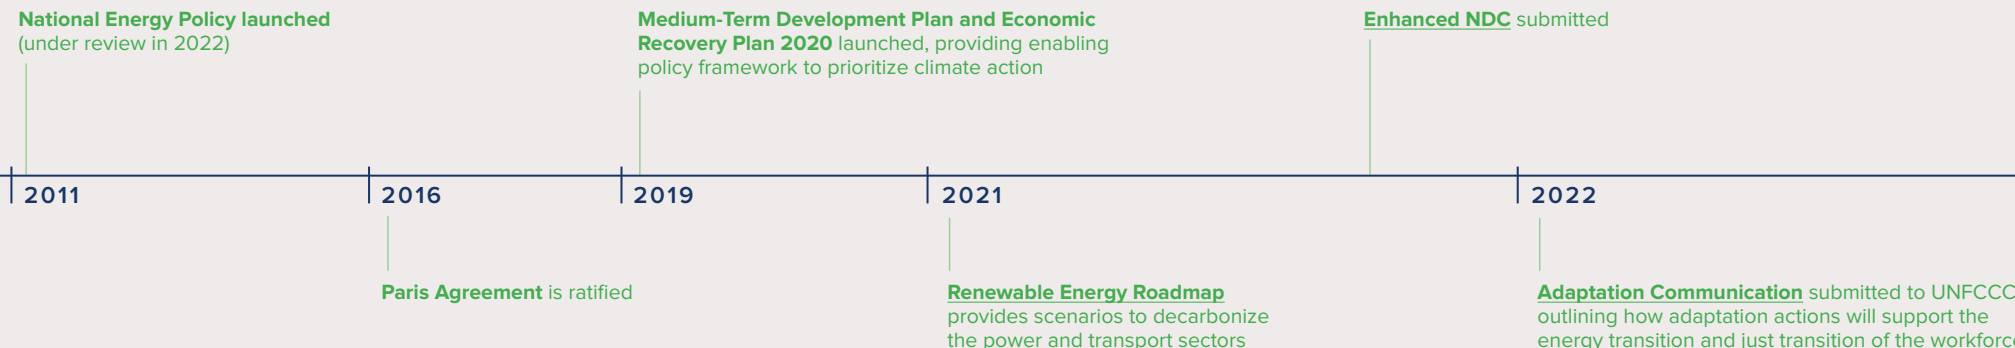 National Energy Policy launched
(under review in 2022)
Medium-Term Development Plan and Economic
Recovery Plan 2020 launched, providing enabling
policy framework to prioritize climate action
Enhanced NDC submitted
2011
2016
2019
2021
2022
Paris Agreement is ratified
Renewable Energy Roadmap
provides scenarios to decarbonize
the power and transport sectors
Adaptation Communication submitted to UNFCCC
outlining how adaptation actions will support the
energy transition and just transition of the workforce